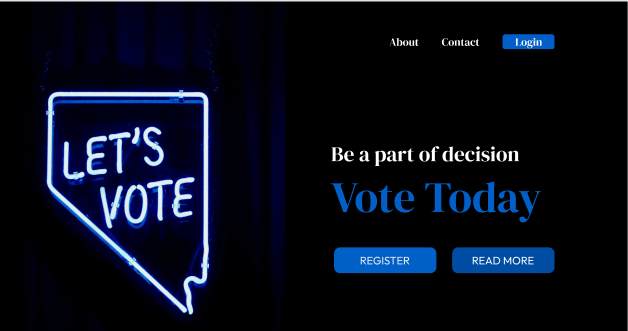 About Contact Login
LET'S
VOTE
Be a part of decision
Vote Today
REGISTER READ MORE